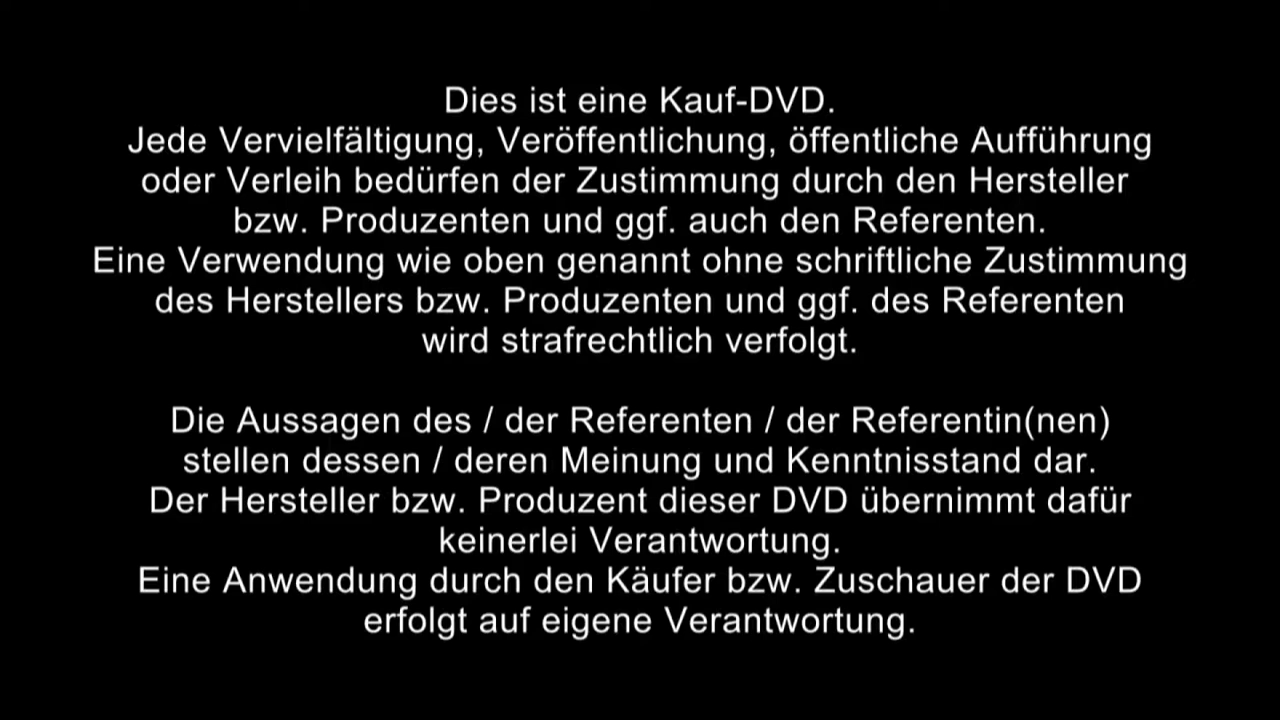 Dies ist eine Kauf-DVD.
Jede Vervielfältigung, Veröffentlichung, öffentliche Aufführung
oder Verleih bedürfen der Zustimmung durch den Hersteller
bzw. Produzenten und ggf. auch den Referenten.
Eine Verwendung wie oben genannt ohne schriftliche Zustimmung
des Herstellers bzw. Produzenten und ggf. des Referenten
wird strafrechtlich verfolgt.
Die Aussagen des / der Referenten / der Referentin(nen)
stellen dessen / deren Meinung und Kenntnisstand dar.
Der Hersteller bzw. Produzent dieser DVD übernimmt dafür
keinerlei Verantwortung.
Eine Anwendung durch den Käufer bzw. Zuschauer der DVD
erfolgt auf eigene Verantwortung.